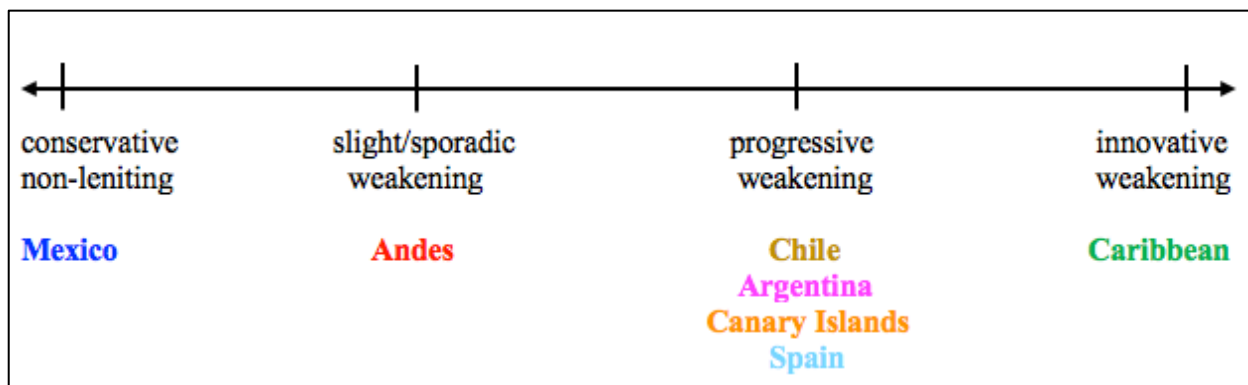 conservative
non-leniting
slight/sporadic
weakening
progressive
weakening
innovative
weakening
Mexico
Andes
Chile
Argentina
Canary Islands
Spain
Caribbean